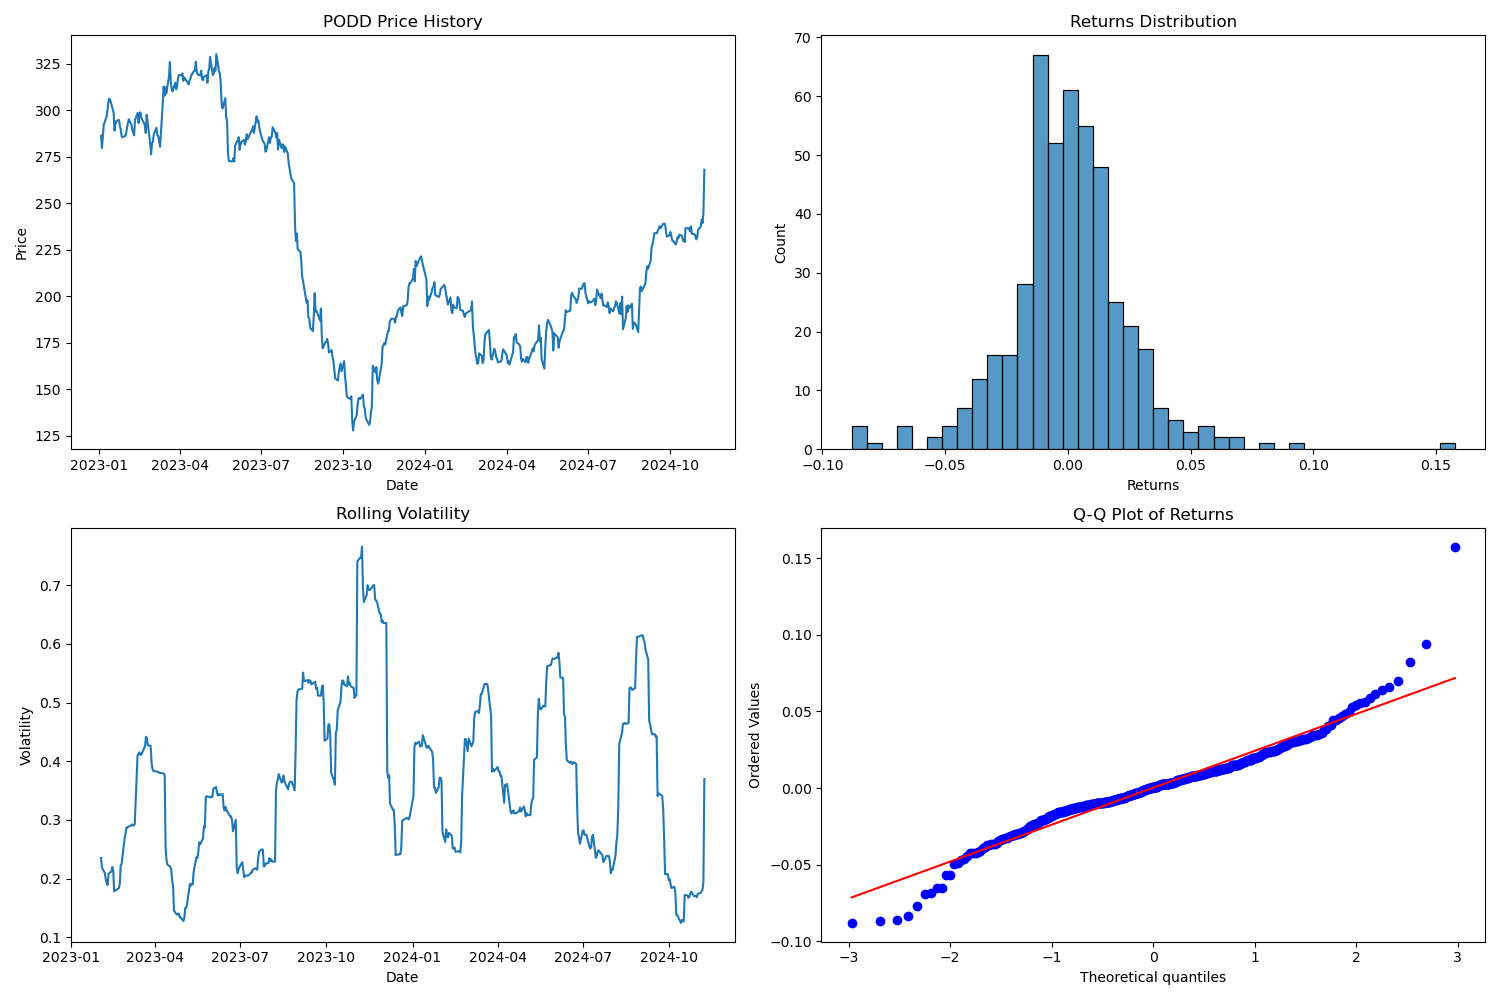 PODD Price History
Price
325
300
275
250
225
200
175
150
125
2023-01 2023-04 2023-07 2023-10 2024-01 2024-04 2024-07 2024-10
Date
Returns Distribution
Count
70
60
50
40
30
20
10
0
−0.10 −0.05 0.00 0.05 0.10 0.15
Returns
Rolling Volatility
Volatility
0.7
0.6
0.5
0.4
0.3
0.2
0.1
2023-01 2023-04 2023-07 2023-10 2024-01 2024-04 2024-07 2024-10
Date
Q-Q Plot of Returns
Ordered Values
0.15
0.10
0.05
0.00
−0.05
−0.10
−3 −2 −1 0 1 2 3
Theoretical quantiles